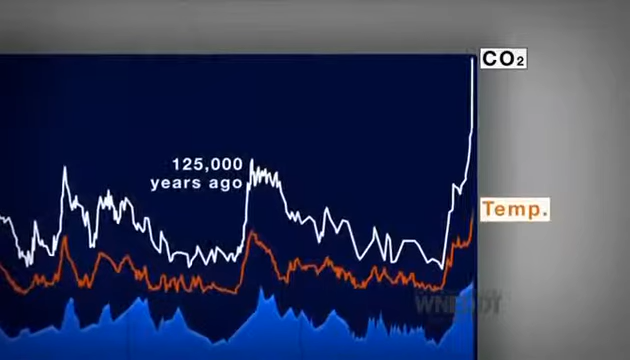 CO₂
125,000
years ago
Temp.